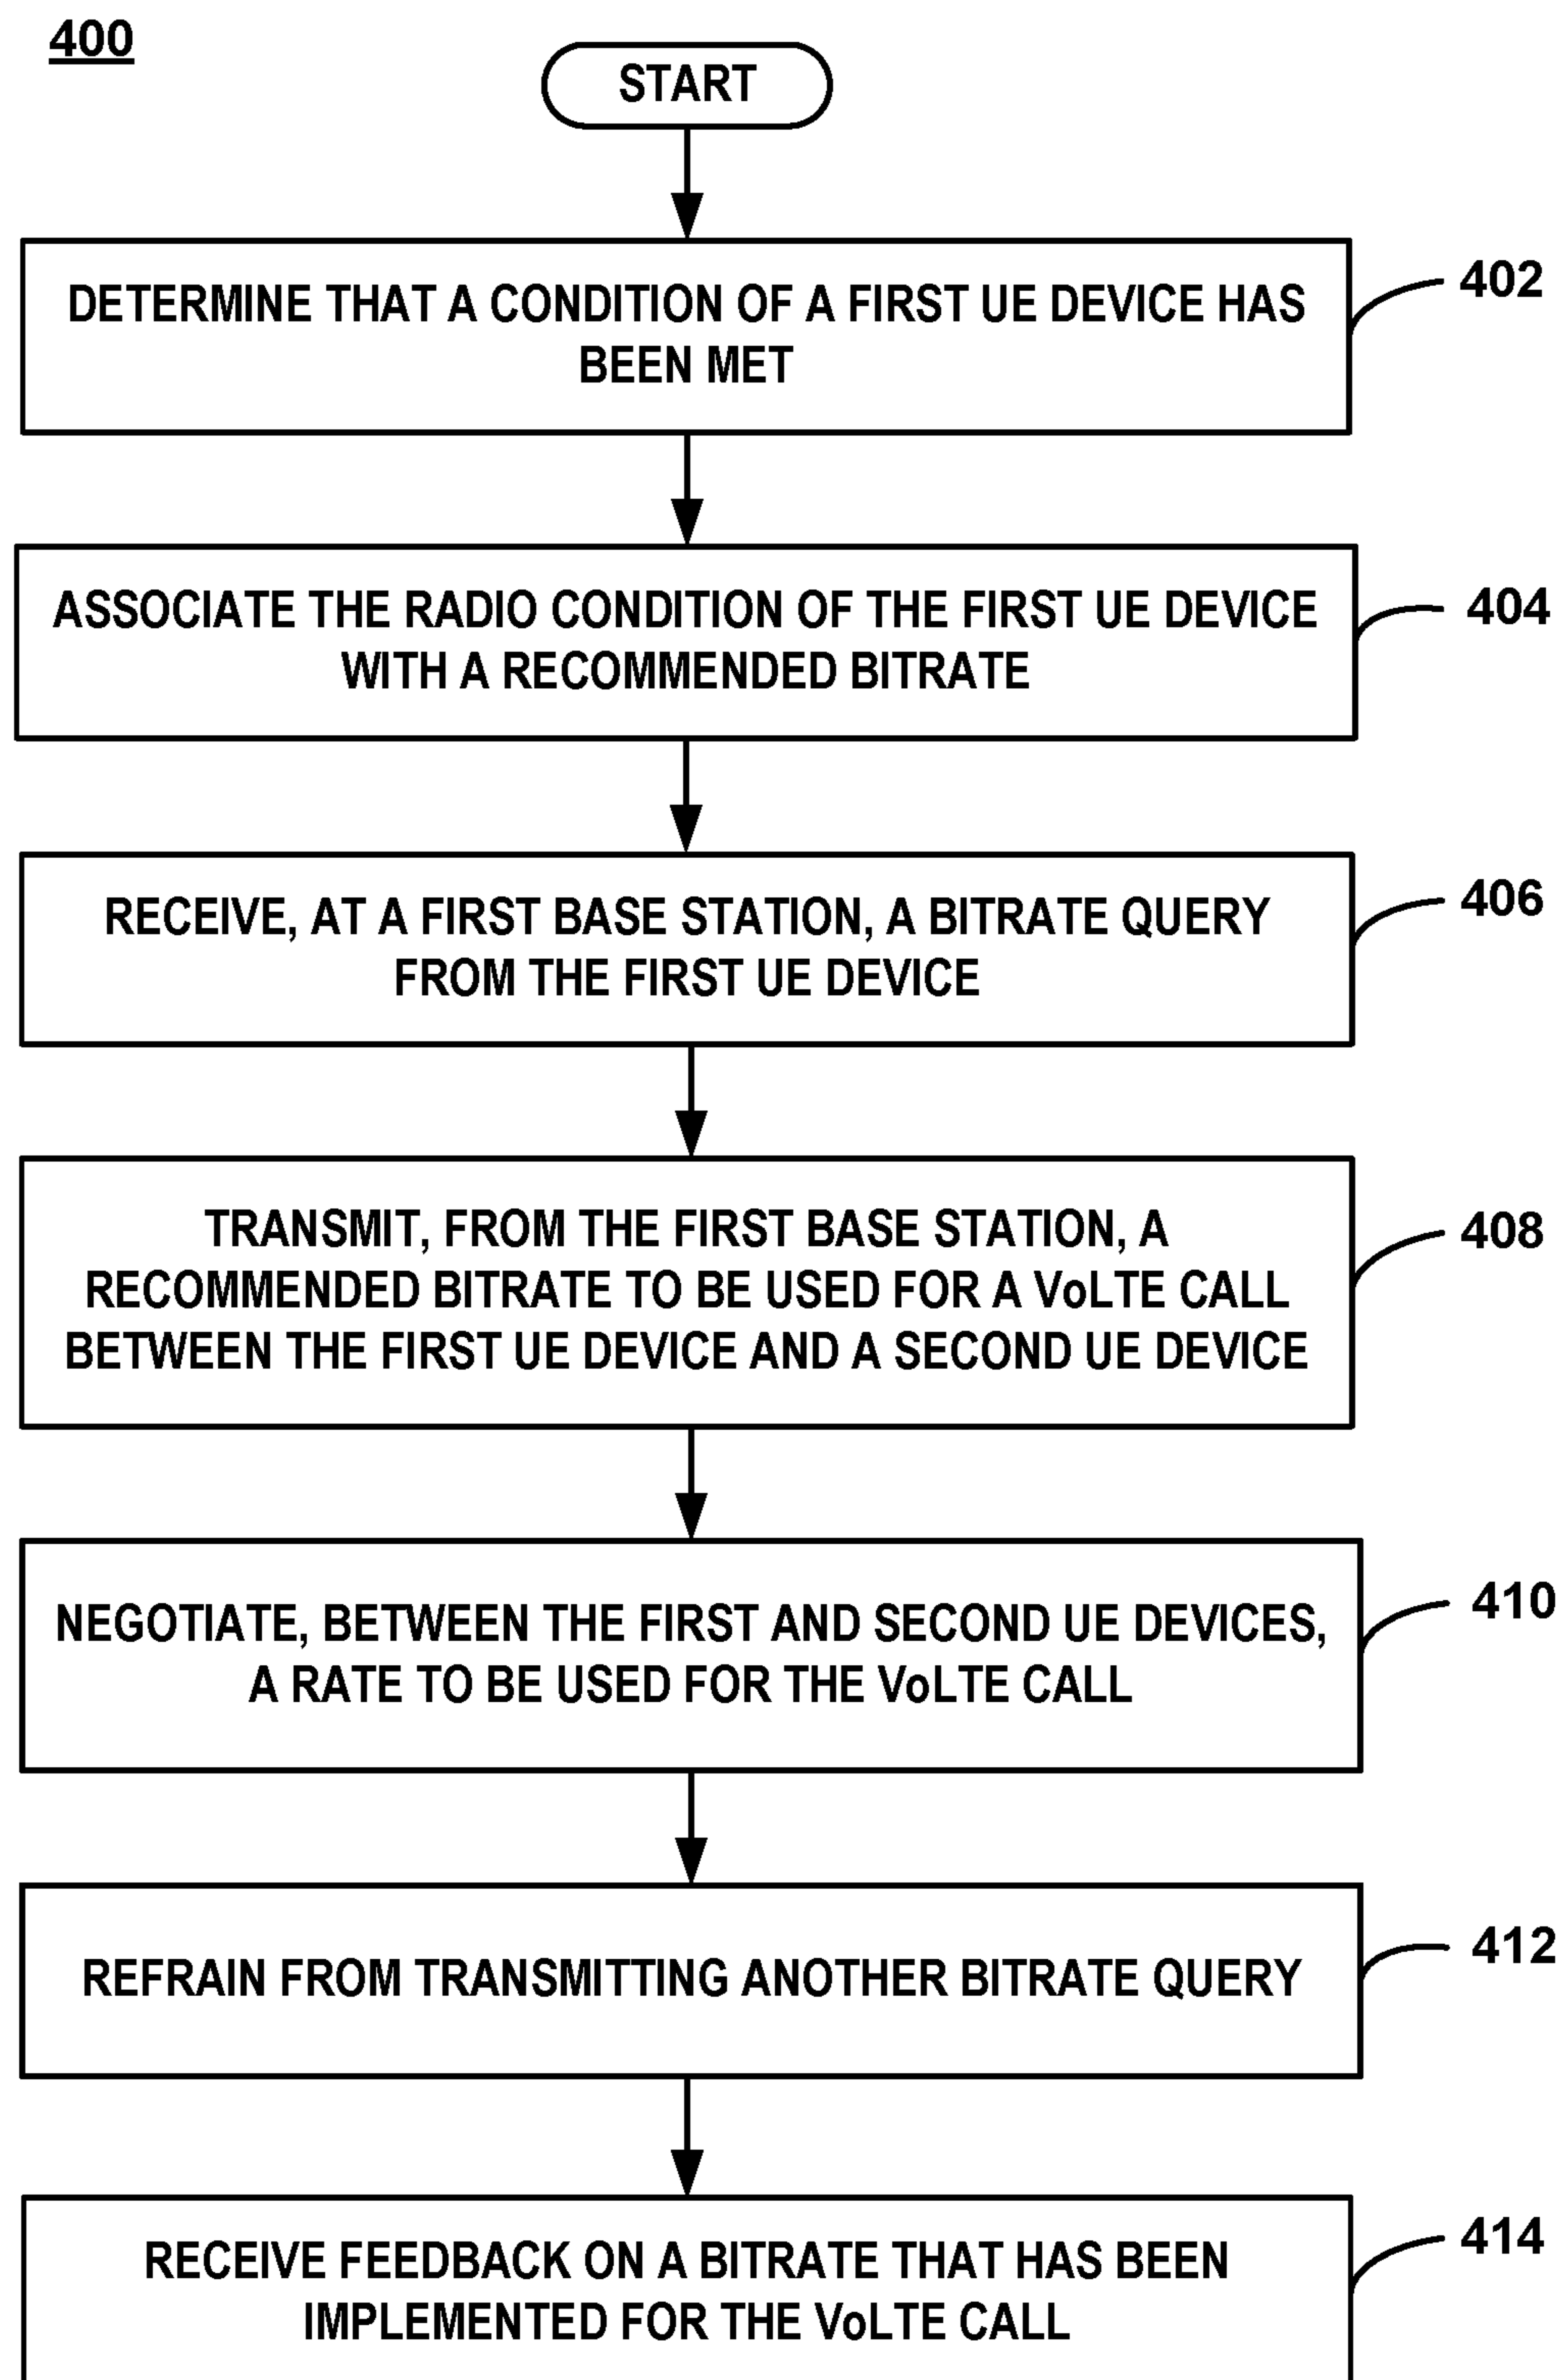 400
START
DETERMINE THAT A CONDITION OF A FIRST UE DEVICE HAS
BEEN MET
402
ASSOCIATE THE RADIO CONDITION OF THE FIRST UE DEVICE
WITH A RECOMMENDED BITRATE
404
RECEIVE, AT A FIRST BASE STATION, A BITRATE QUERY
FROM THE FIRST UE DEVICE
406
TRANSMIT, FROM THE FIRST BASE STATION, A
RECOMMENDED BITRATE TO BE USED FOR A VoLTE CALL
BETWEEN THE FIRST UE DEVICE AND A SECOND UE DEVICE
408
NEGOTIATE, BETWEEN THE FIRST AND SECOND UE DEVICES,
A RATE TO BE USED FOR THE VoLTE CALL
410
REFRAIN FROM TRANSMITTING ANOTHER BITRATE QUERY
412
RECEIVE FEEDBACK ON A BITRATE THAT HAS BEEN
IMPLEMENTED FOR THE VoLTE CALL
414